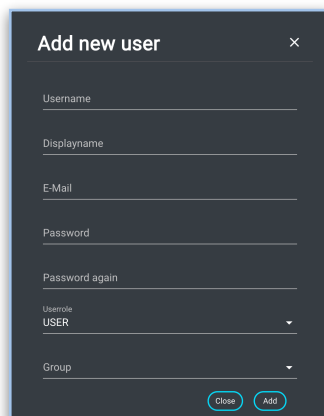 Add new user
Username
Displayname
E-Mail
Password
Password again
Userrole
USER
Group
Close Add